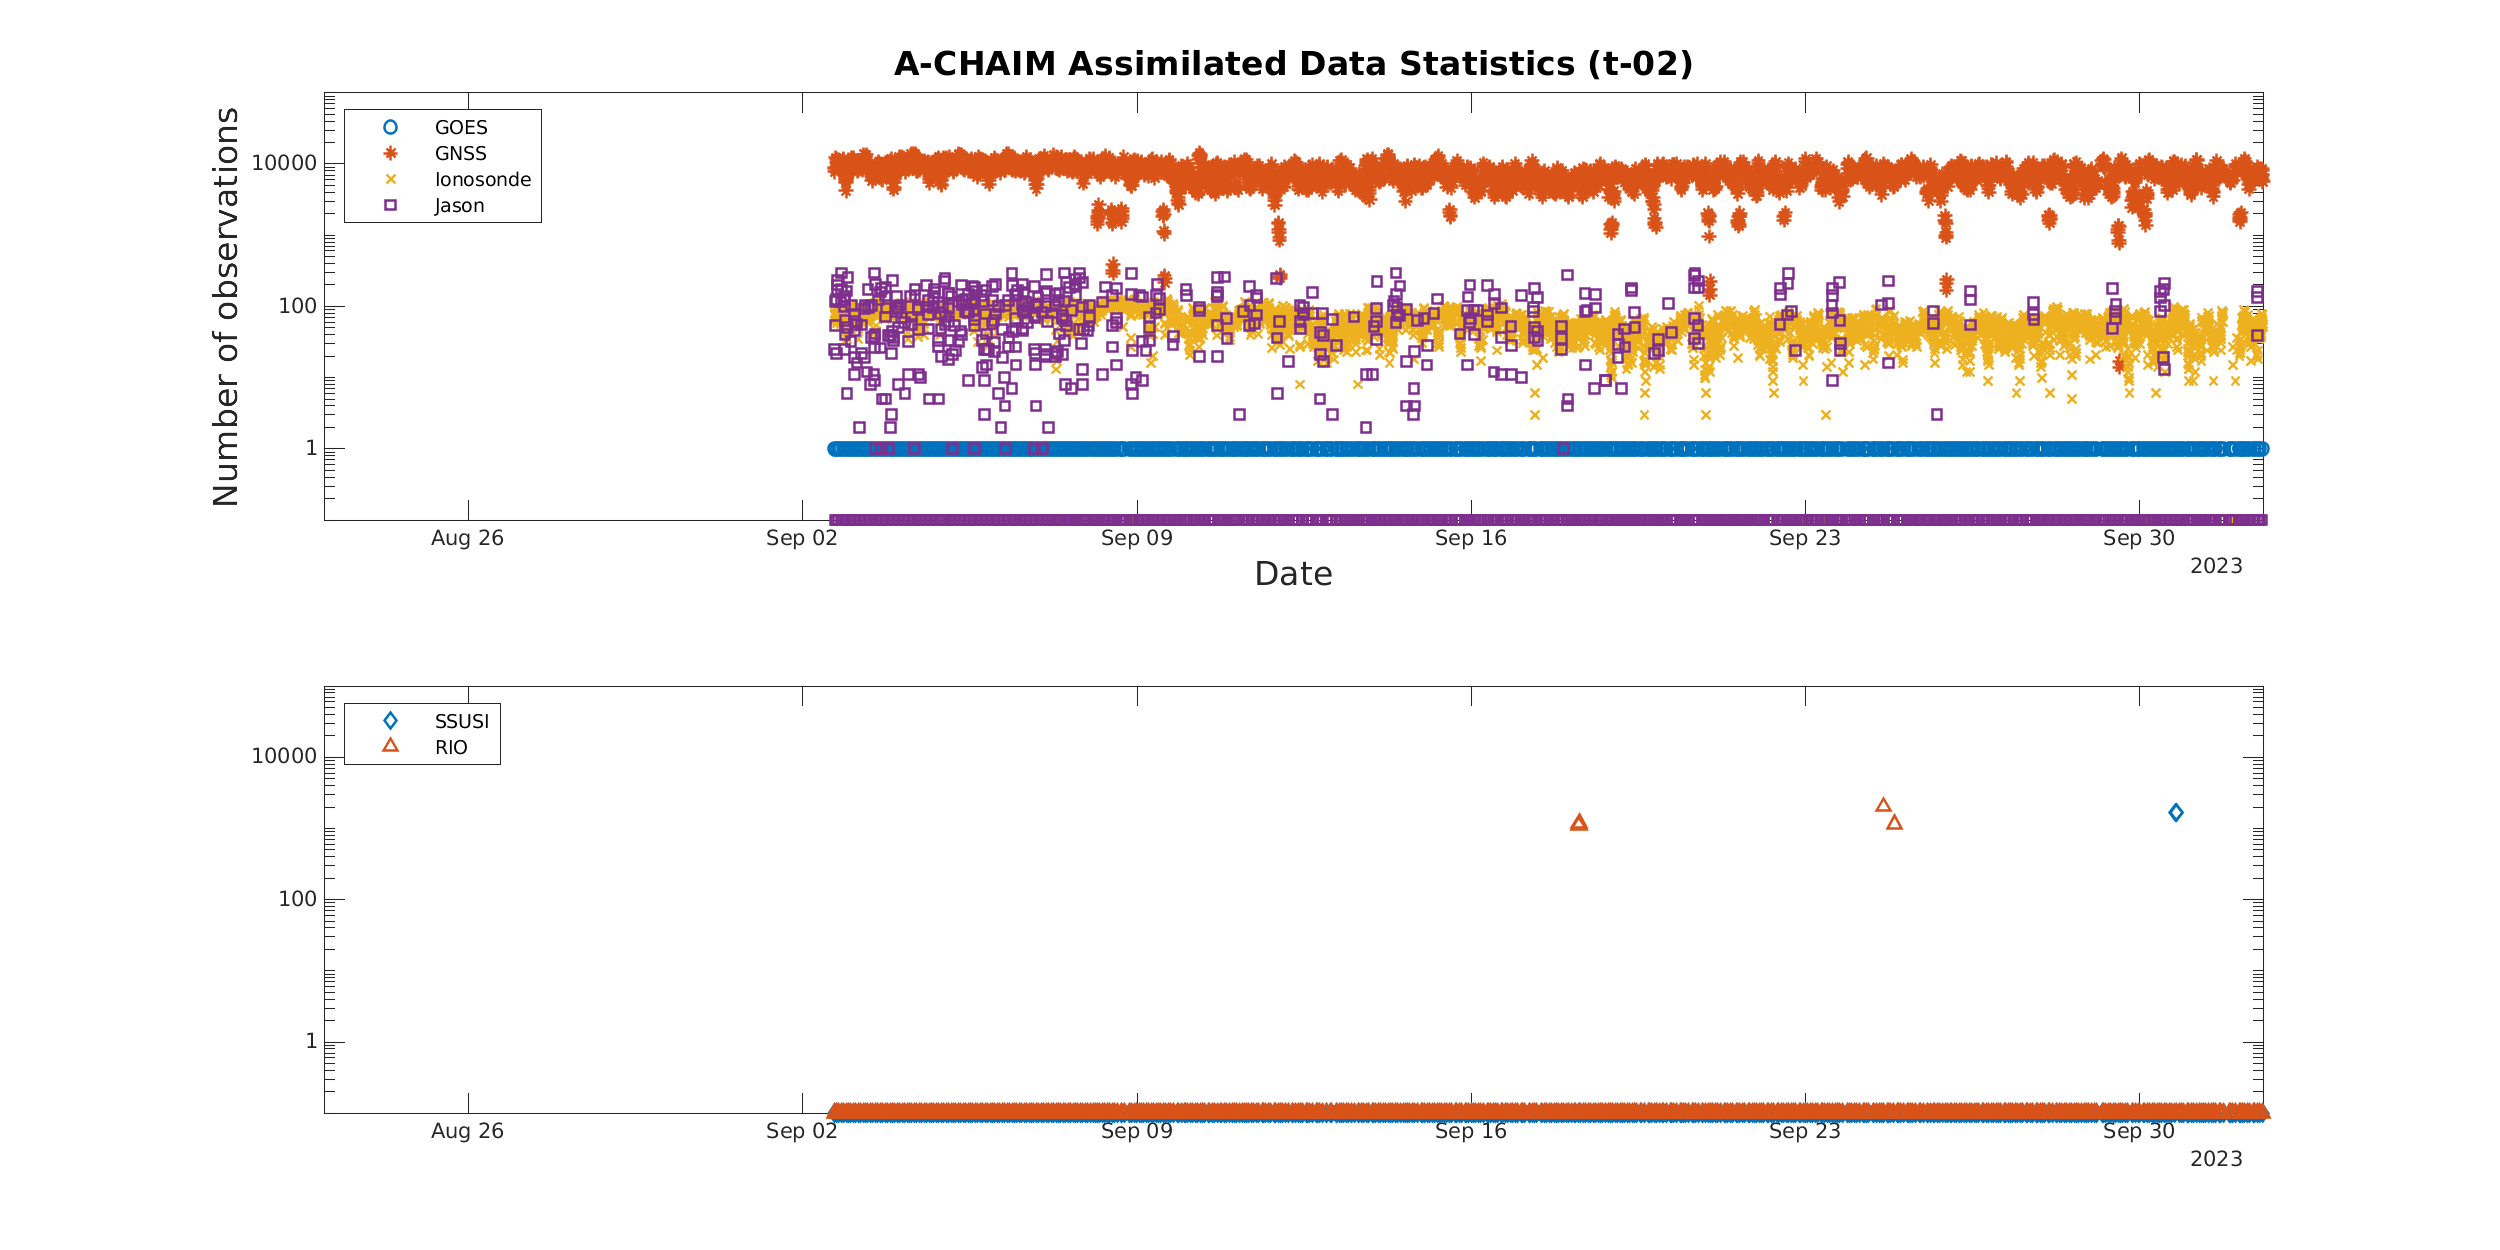 A-CHAIM Assimilated Data Statistics (t-02)
Number of observations
GOES
GNSS
Ionosonde
Jason
10000
100
1
Aug 26
Sep 02
Sep 09
Sep 16
Sep 23
Sep 30
2023
Date
SSUSI
RIO
10000
100
1
Aug 26
Sep 02
Sep 09
Sep 16
Sep 23
Sep 30
2023